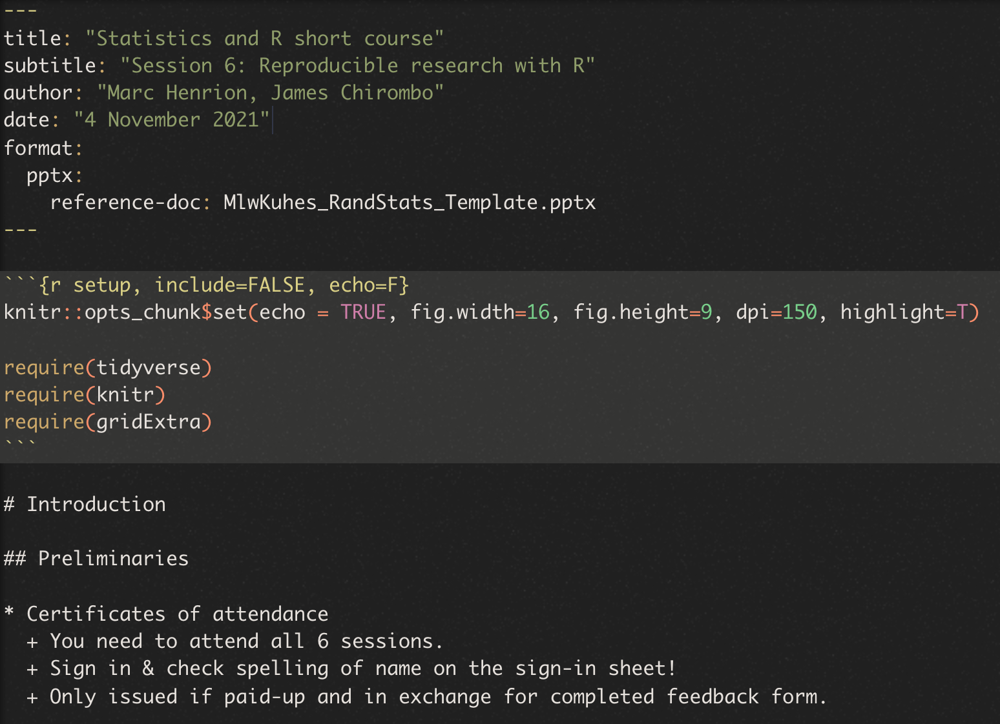 ---
title: "Statistics and R short course"
subtitle: "Session 6: Reproducible research with R"
author: "Marc Henrion, James Chirombo"
date: "4 November 2021"
format:
  pptx:
    reference-doc: MlwKuhes_RandStats_Template.pptx
---

```{r setup, include=FALSE, echo=F}
knitr::opts_chunk$set(echo = TRUE, fig.width=16, fig.height=9, dpi=150, highlight=T)

require(tidyverse)
require(knitr)
require(gridExtra)
```

# Introduction

## Preliminaries

* Certificates of attendance
  + You need to attend all 6 sessions.
  + Sign in & check spelling of name on the sign-in sheet!
  + Only issued if paid-up and in exchange for completed feedback form.